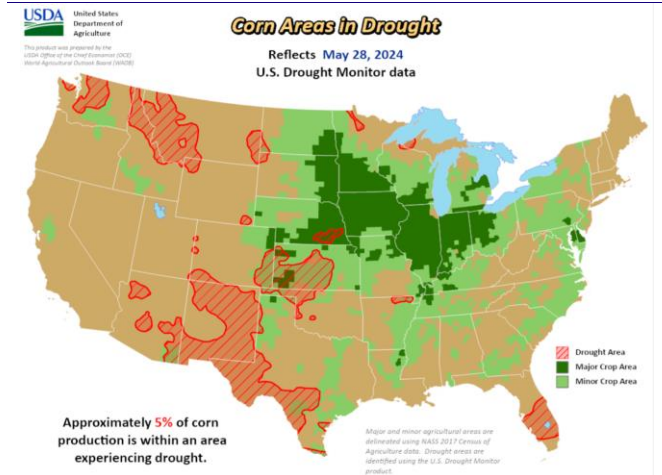 USDA
United States
Department of
Agriculture
This product was prepared by the
USDA Office of the Chief Economist (OCE)
World Agricultural Outlook Board (WAOB)
Corn Areas in Drought
Reflects May 28, 2024
U.S. Drought Monitor data
Drought Area
Major Crop Area
Minor Crop Area
Approximately 5% of corn
production is within an area
experiencing drought.
Major and minor agricultural areas are
delineated using NASS 2017 Census of
Agriculture data. Drought areas are
identified using the U.S. Drought Monitor
product.